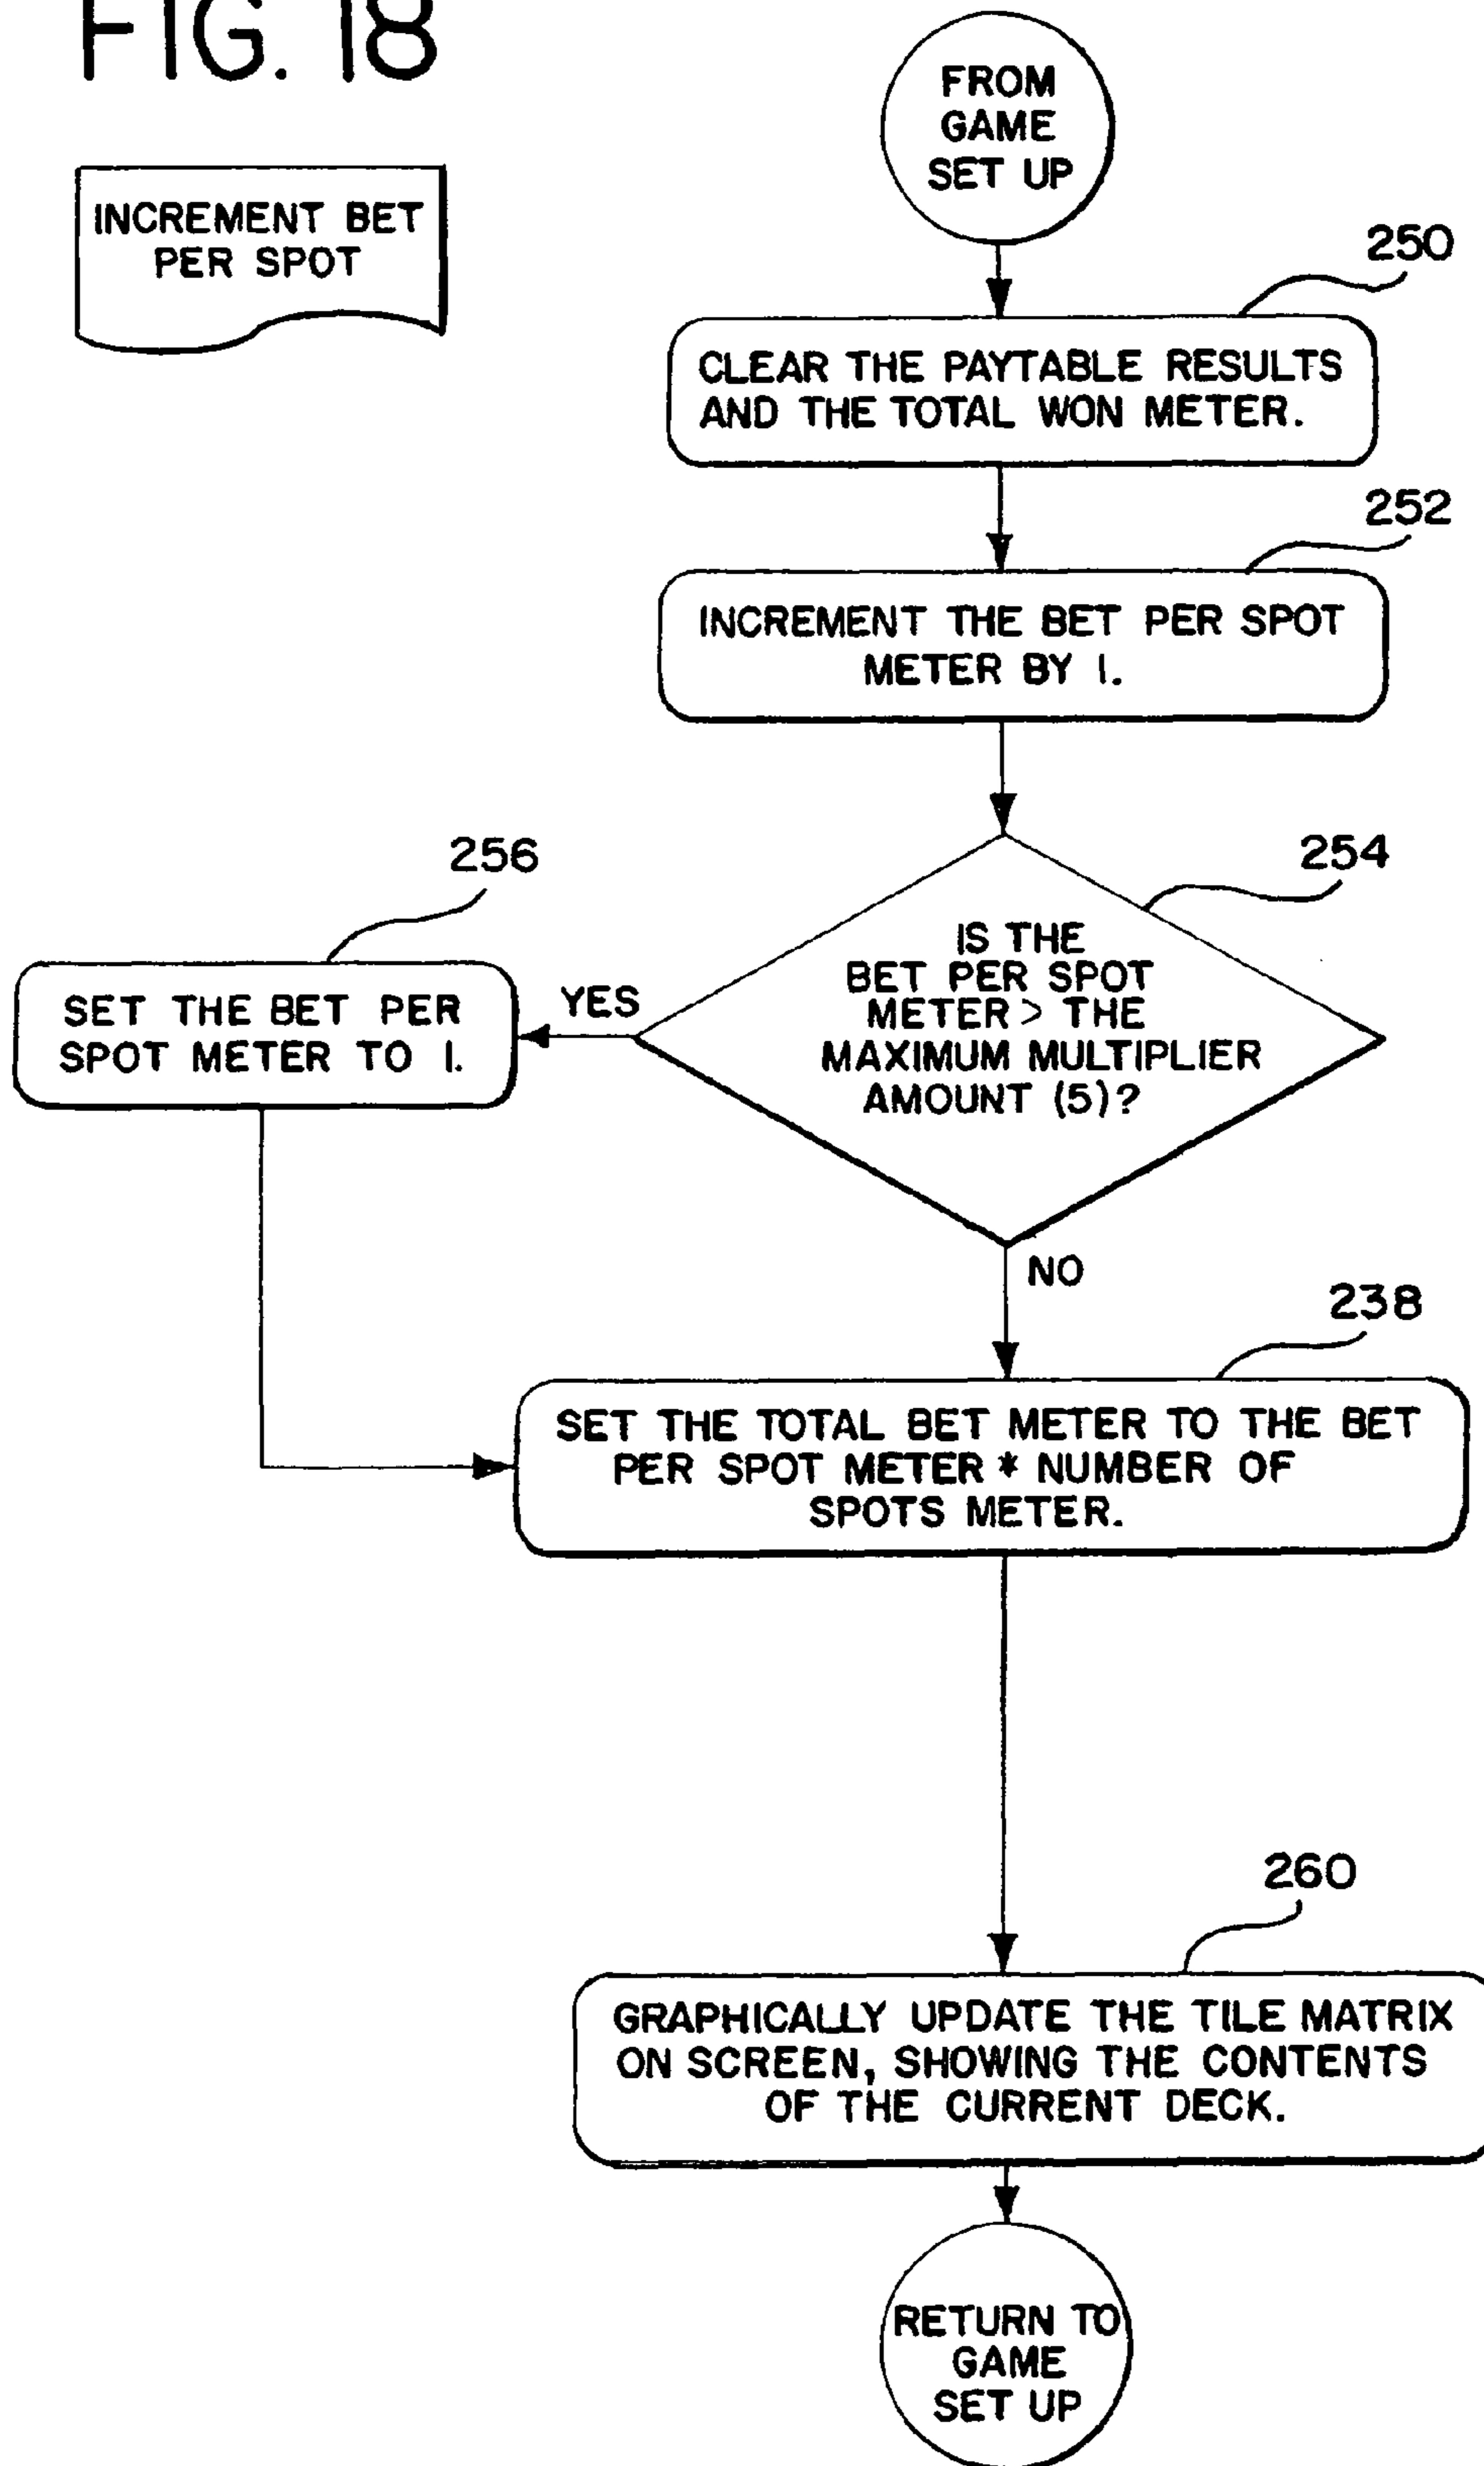 FIG. 18
INCREMENT BET
PER SPOT
FROM
GAME
SET UP
250
CLEAR THE PAYTABLE RESULTS
AND THE TOTAL WON METER.
252
INCREMENT THE BET PER SPOT
METER BY 1.
254
IS THE
BET PER SPOT
METER > THE
MAXIMUM MULTIPLIER
AMOUNT (5)?
YES
256
SET THE BET PER
SPOT METER TO 1.
NO
238
SET THE TOTAL BET METER TO THE BET
PER SPOT METER * NUMBER OF
SPOTS METER.
260
GRAPHICALLY UPDATE THE TILE MATRIX
ON SCREEN, SHOWING THE CONTENTS
OF THE CURRENT DECK.
RETURN TO
GAME
SET UP